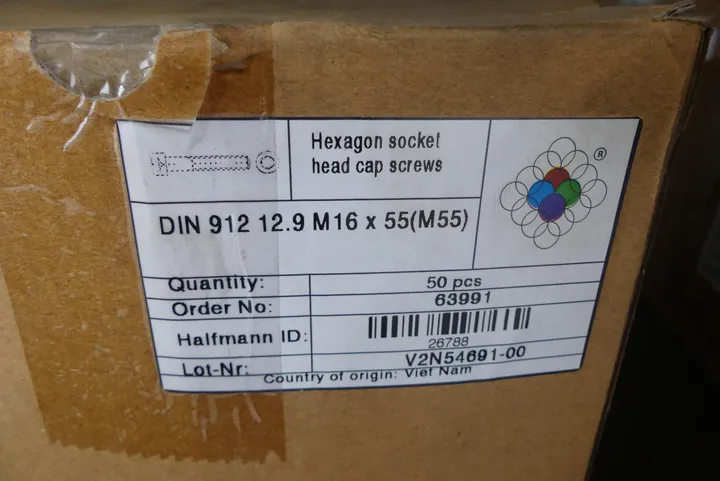 Hexagon socket
head cap screws
®
DIN 912 12.9 M16 x 55(M55)
Quantity: 50 pcs
Order No: 63991
Halfmann ID: 26788
Lot-Nr: V2N54691-00
Country of origin: Viet Nam